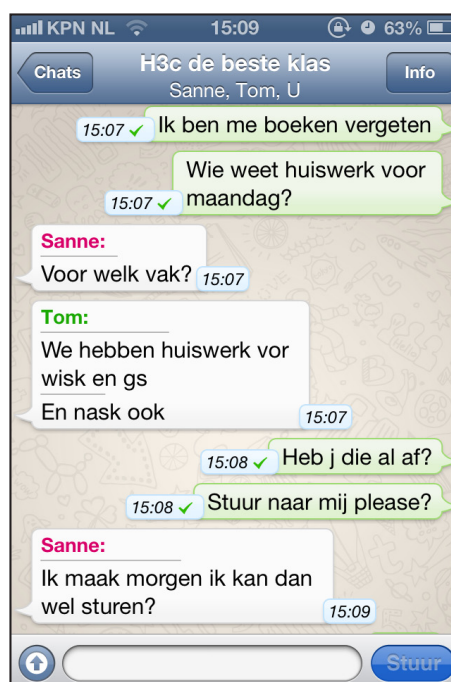 KPN NL 15:09 63%
Chats
H3c de beste klas
Sanne, Tom, U
Info
Ik ben me boeken vergeten
15:07
Wie weet huiswerk voor
maandag?
15:07
Sanne:
Voor welk vak?
15:07
Tom:
We hebben huiswerk vor
wisk en gs
En nask ook
15:07
Heb j die al af?
15:08
Stuur naar mij please?
15:08
Sanne:
Ik maak morgen ik kan dan
wel sturen?
15:09
Stuur